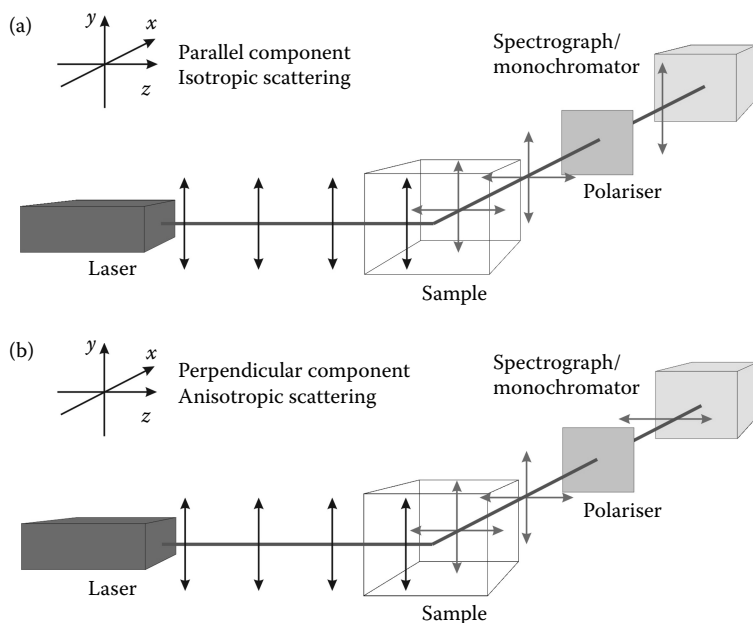 (a)
y
x
z
Parallel component
Isotropic scattering
Spectrograph/
monochromator
Polariser
Laser
Sample
(b)
y
x
z
Perpendicular component
Anisotropic scattering
Spectrograph/
monochromator
Polariser
Laser
Sample